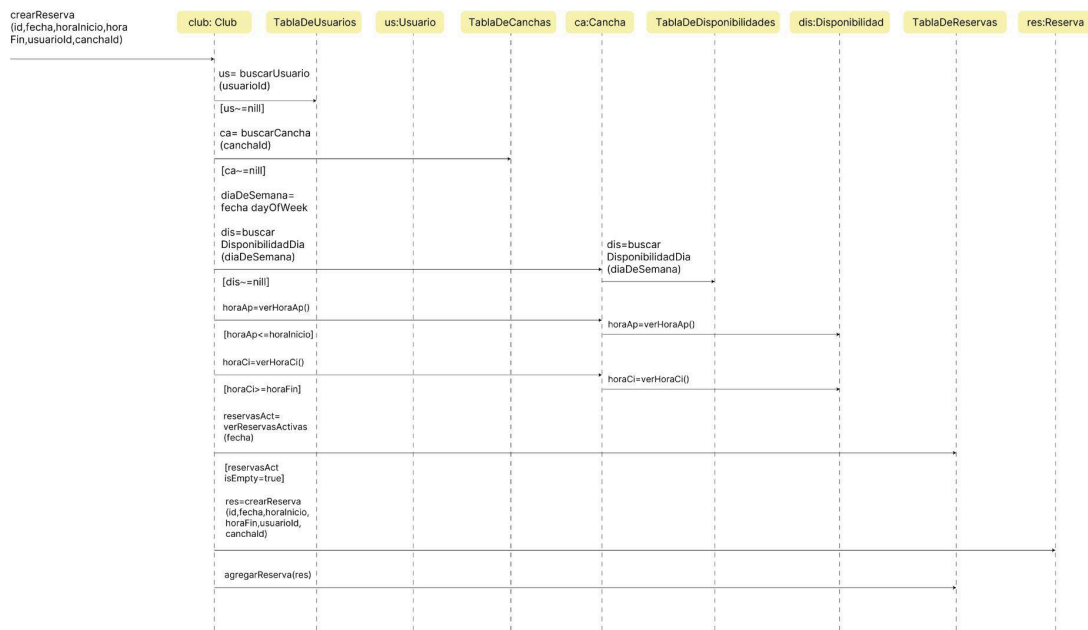 crearReserva
(id,fecha,horaInicio,hora
Fin,usuarioId,canchaId)
club: Club
TablaDeUsuarios
us:Usuario
TablaDeCanchas
ca:Cancha
TablaDeDisponibilidades
dis:Disponibilidad
TablaDeReservas
res:Reserva
us= buscarUsuario
(usuarioId)
[us~=nill]
ca= buscarCancha
(canchaId)
[ca~=nill]
diaDeSemana=
fecha dayOfWeek
dis=buscar
DisponibilidadDia
(diaDeSemana)
dis=buscar
DisponibilidadDia
(diaDeSemana)
[dis~=nill]
horaAp=verHoraAp()
horaAp=verHoraAp()
[horaAp<=horaInicio]
horaCi=verHoraCi()
horaCi=verHoraCi()
[horaCi>=horaFin]
reservasAct=
verReservasActivas
(fecha)
[reservasAct
isEmpty=true]
res=crearReserva
(id,fecha,horaInicio,
horaFin,usuarioId,
canchaId)
agregarReserva(res)